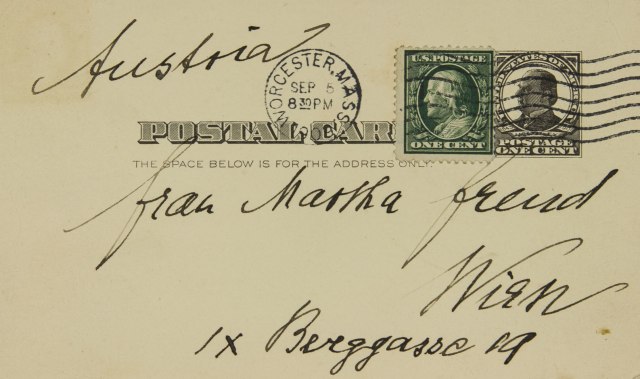 Austria
WORCESTER, MASS.
SEP 5
8 30 PM
1909
U.S. POSTAGE
ONE CENT
UNITED STATES OF AMERICA
POSTAGE
ONE CENT
POSTAL CARD
THE SPACE BELOW IS FOR THE ADDRESS ONLY.
Frau Martha Freud
Wien
IX Berggasse 19